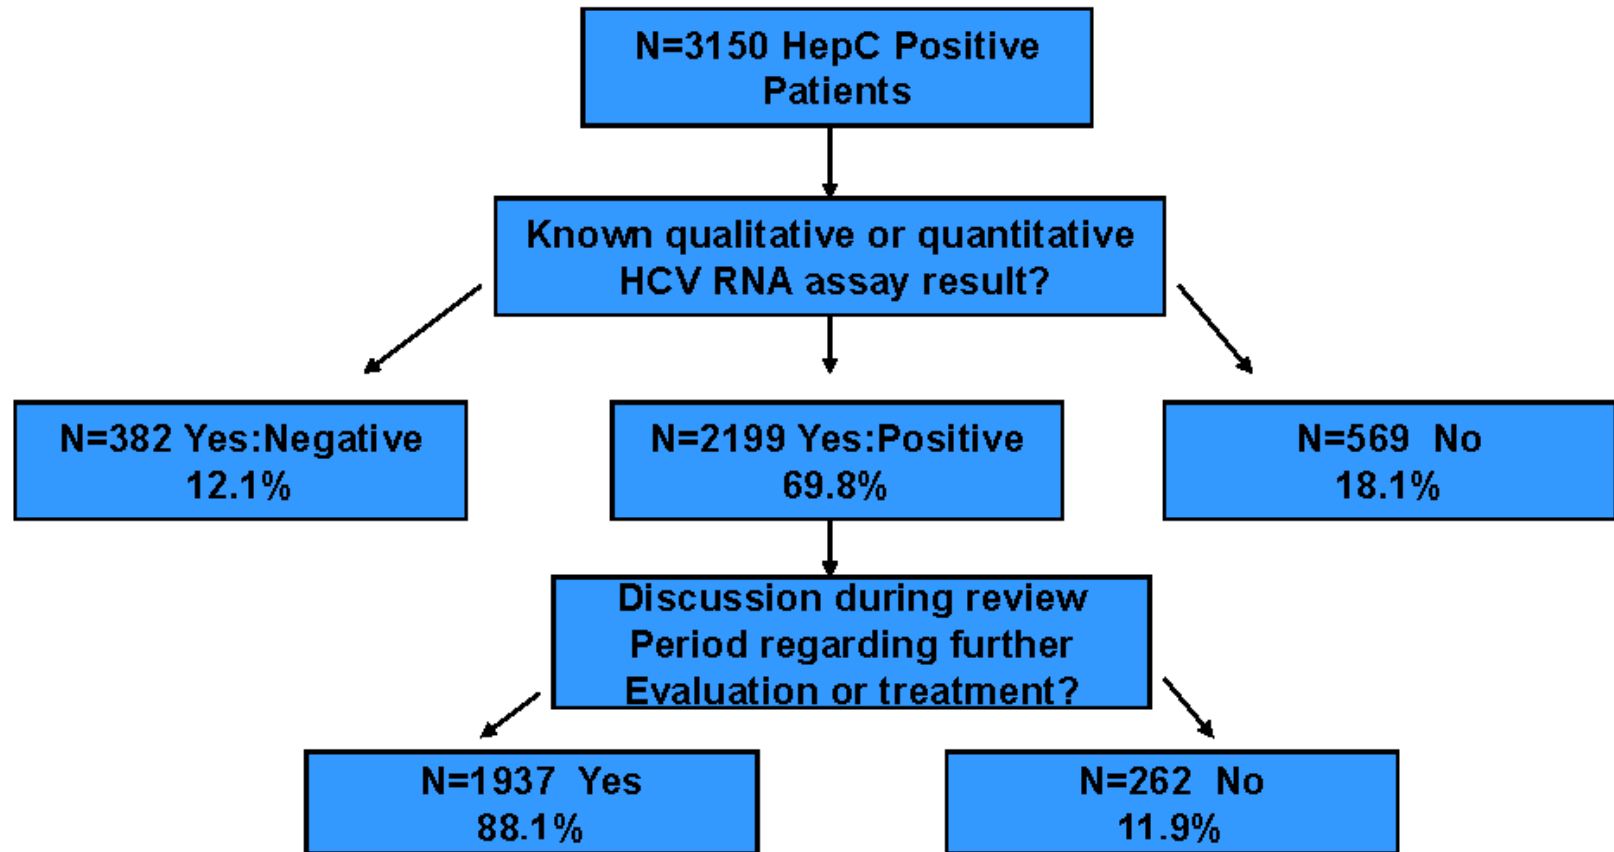 N=3150 HepC Positive
Patients
Known qualitative or quantitative
HCV RNA assay result?
N=382 Yes:Negative
12.1%
N=2199 Yes:Positive
69.8%
N=569  No
18.1%
Discussion during review
Period regarding further
Evaluation or treatment?
N=1937  Yes
88.1%
N=262  No
11.9%